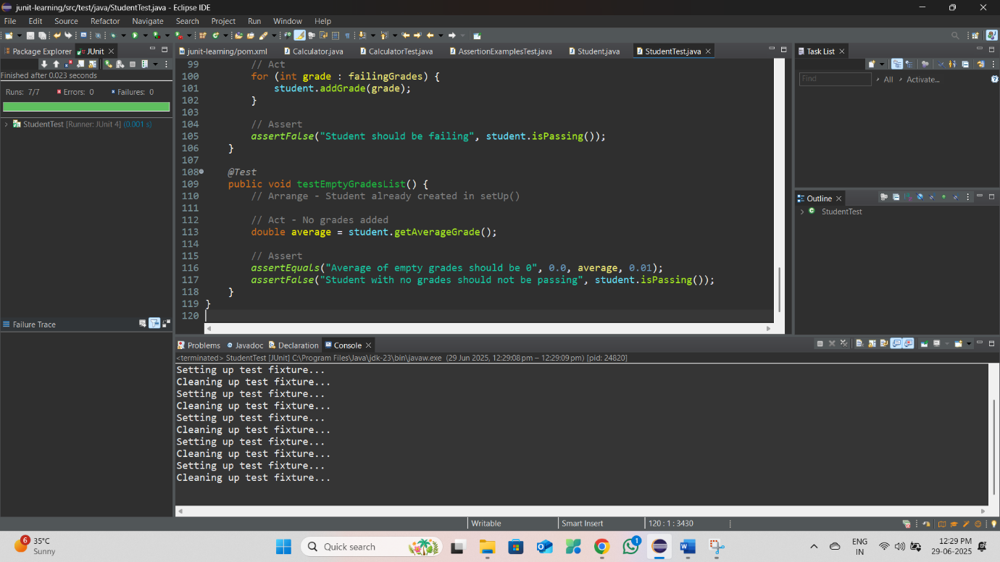 junit-learning/src/test/java/StudentTest.java - Eclipse IDE
File Edit Source Refactor Navigate Search Project Run Window Help
Package Explorer JUnit
Finished after 0.023 seconds
Runs: 7/7 Errors: 0 Failures: 0
StudentTest [Runner: JUnit 4] (0.001 s)
Failure Trace
junit-learning/pom.xml Calculator.java CalculatorTest.java AssertionExamplesTest.java Student.java StudentTest.java
99 // Act
100 for (int grade : failingGrades) {
101 student.addGrade(grade);
102 }
103
104 // Assert
105 assertFalse("Student should be failing", student.isPassing());
106 }
107
108 @Test
109 public void testEmptyGradesList() {
110 // Arrange - Student already created in setUp()
111
112 // Act - No grades added
113 double average = student.getAverageGrade();
114
115 // Assert
116 assertEquals("Average of empty grades should be 0", 0.0, average, 0.01);
117 assertFalse("Student with no grades should not be passing", student.isPassing());
118 }
119 }
120
Task List
Find All Activate...
Outline
StudentTest
Problems Javadoc Declaration Console
<terminated> StudentTest [JUnit] C:\Program Files\Java\jdk-23\bin\javaw.exe (29 Jun 2025, 12:29:08 pm – 12:29:09 pm) [pid: 24820]
Setting up test fixture...
Cleaning up test fixture...
Setting up test fixture...
Cleaning up test fixture...
Setting up test fixture...
Cleaning up test fixture...
Setting up test fixture...
Cleaning up test fixture...
Setting up test fixture...
Cleaning up test fixture...
Writable Smart Insert 120 : 1 : 3430
6 35°C
Sunny
Quick search
1
ENG
IN
12:29 PM
29-06-2025